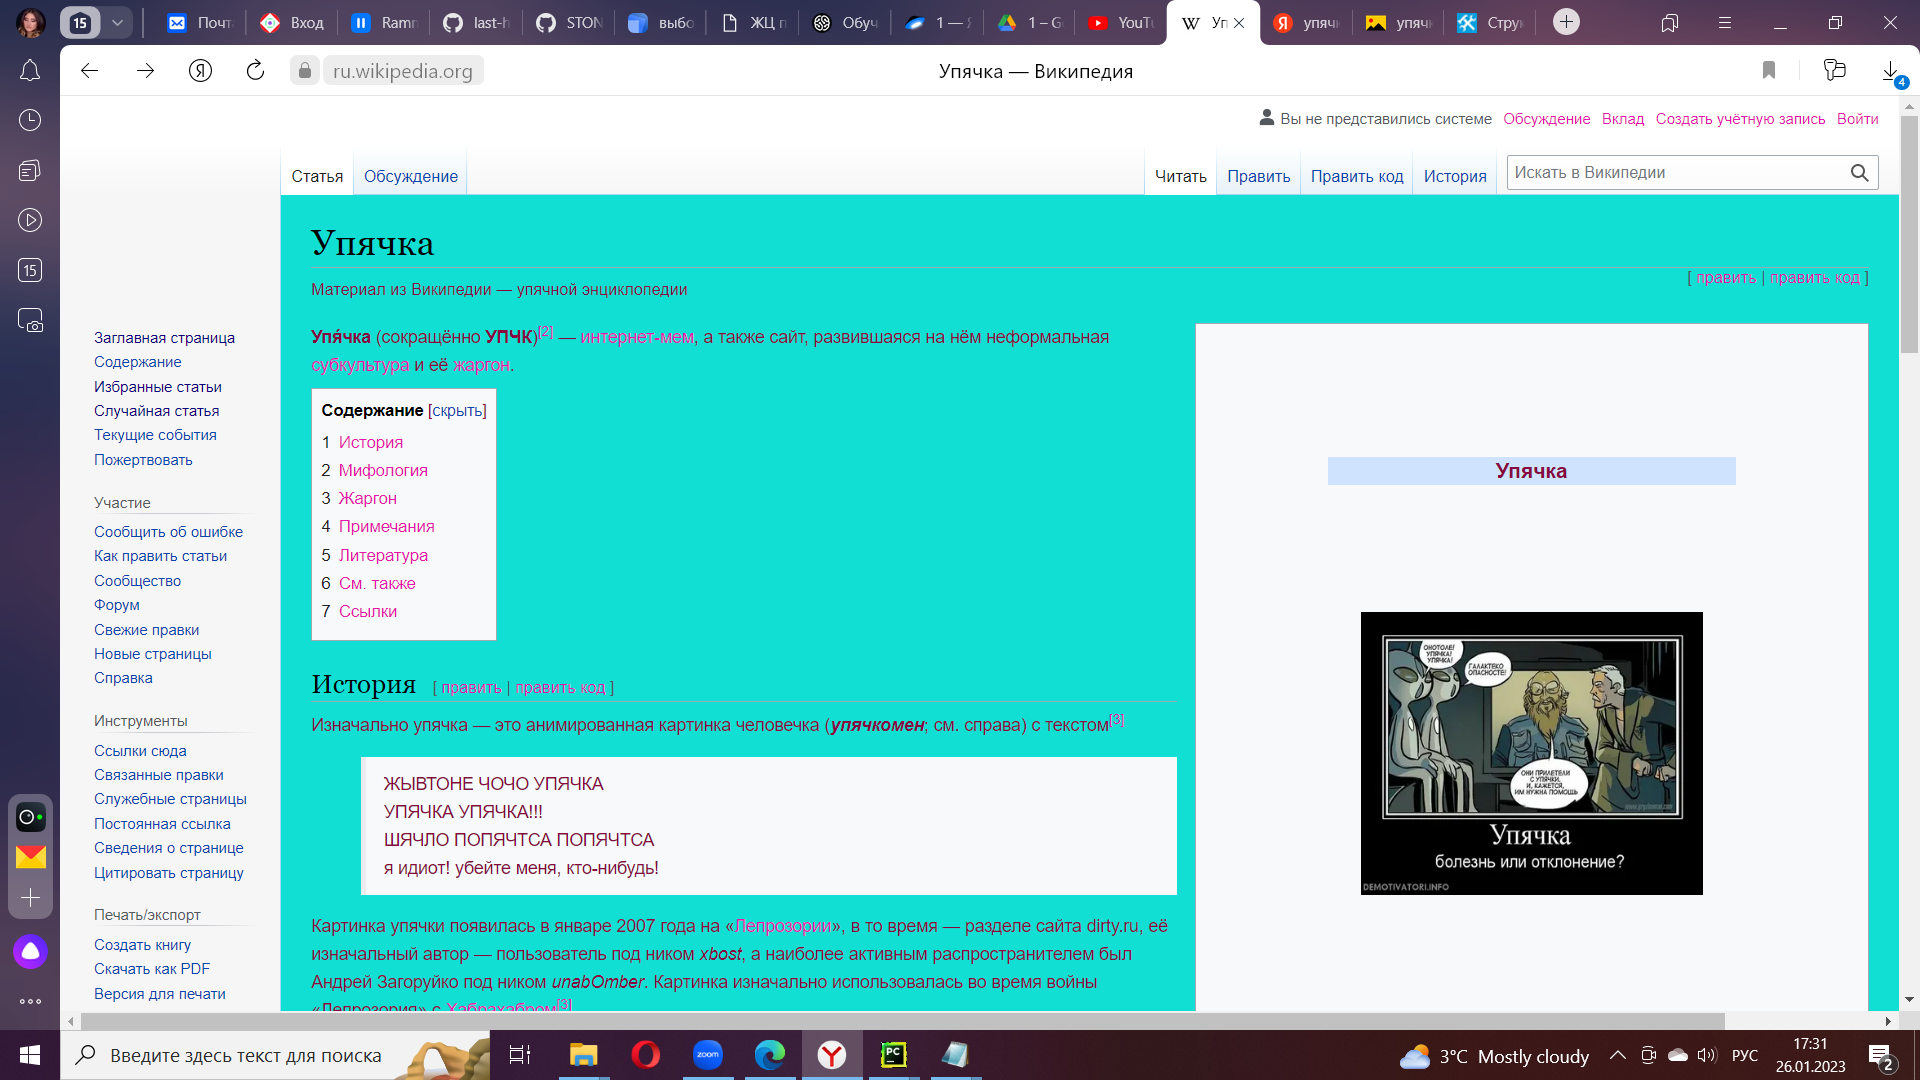 15
Почт
Вход
Ramr
last-h
STON
выбо
ЖЦ п
Обуч
1 — Я
1 – G
YouTu
Уп
упяч
упяч
Стру
ru.wikipedia.org
Упячка — Википедия
4
Вы не представились системе Обсуждение Вклад Создать учётную запись Войти
Статья Обсуждение
Читать Править Править код История
Искать в Википедии
15
Упячка
[ править | править код ]
Материал из Википедии — упячной энциклопедии
Заглавная страница
Содержание
Избранные статьи
Случайная статья
Текущие события
Пожертвовать
Участие
Сообщить об ошибке
Как править статьи
Сообщество
Форум
Свежие правки
Новые страницы
Справка
Инструменты
Ссылки сюда
Связанные правки
Служебные страницы
Постоянная ссылка
Сведения о странице
Цитировать страницу
Печать/экспорт
Создать книгу
Скачать как PDF
Версия для печати
Упя́чка (сокращённо УПЧК)[2] — интернет-мем, а также сайт, развившаяся на нём неформальная
субкультура и её жаргон.
Содержание [скрыть]
1 История
2 Мифология
3 Жаргон
4 Примечания
5 Литература
6 См. также
7 Ссылки
История [ править | править код ]
Изначально упячка — это анимированная картинка человечка (упячкомен; см. справа) с текстом[3]
ЖЫВТОНЕ ЧОЧО УПЯЧКА
УПЯЧКА УПЯЧКА!!!
ШЯЧЛО ПОПЯЧТСА ПОПЯЧТСА
я идиот! убейте меня, кто-нибудь!
Картинка упячки появилась в январе 2007 года на «Лепрозории», в то время — разделе сайта dirty.ru, её
изначальный автор — пользователь под ником xbost, а наиболее активным распространителем был
Андрей Загоруйко под ником unabOmber. Картинка изначально использовалась во время войны
«Лепрозория» с Хабрахабром[3]
Упячка
ОНОТОЛЕ!
УПЯЧКА!
УПЯЧКА!
ГАЛАКТЕКО
ОПАСНОСТЕ!
ОНИ ПРИЛЕТЕЛИ
С УПЯЧКИ.
И, КАЖЕТСЯ,
ИМ НУЖНА ПОМОЩЬ
Упячка
болезнь или отклонение?
DEMOTIVATORI.INFO
Введите здесь текст для поиска
zoom
PC
3°C Mostly cloudy
РУС
17:31
26.01.2023
2